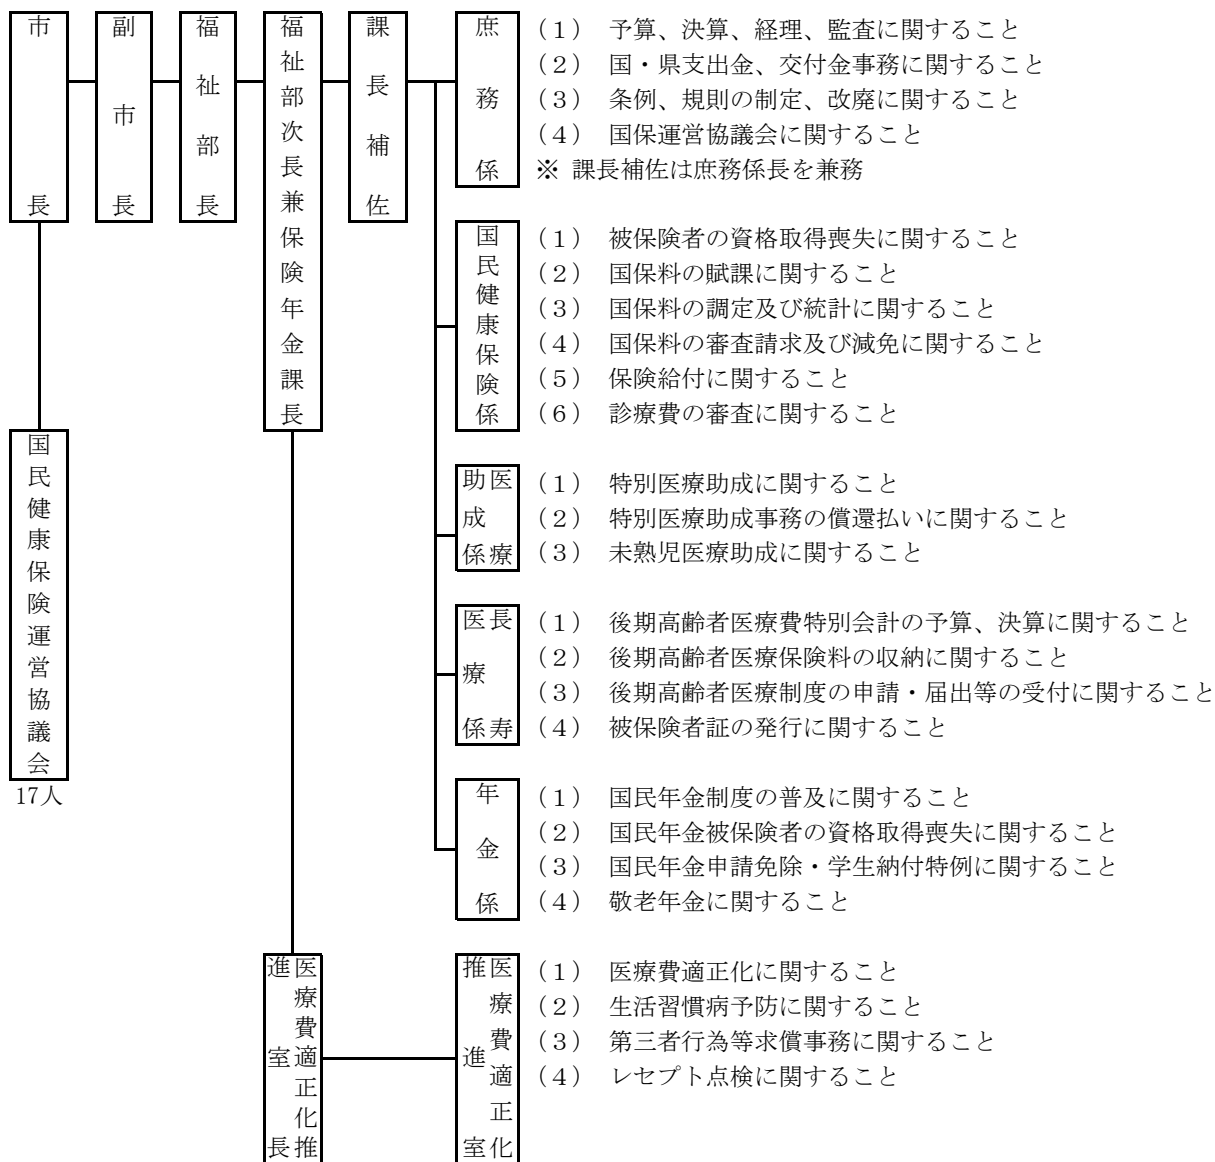 市長
副市長
福祉部長
福祉部次長兼保険年金課長
課長補佐
庶務係
（１）　予算、決算、経理、監査に関すること
（２）　国・県支出金、交付金事務に関すること
（３）　条例、規則の制定、改廃に関すること
（４）　国保運営協議会に関すること
※ 課長補佐は庶務係長を兼務
国民健康保険係
（１）　被保険者の資格取得喪失に関すること
（２）　国保料の賦課に関すること
（３）　国保料の調定及び統計に関すること
（４）　国保料の審査請求及び減免に関すること
（５）　保険給付に関すること
（６）　診療費の審査に関すること
国民健康保険運営協議会
17人
医療
助成係
（１）　特別医療助成に関すること
（２）　特別医療助成事務の償還払いに関すること
（３）　未熟児医療助成に関すること
長寿
医療係
（１）　後期高齢者医療費特別会計の予算、決算に関すること
（２）　後期高齢者医療保険料の収納に関すること
（３）　後期高齢者医療制度の申請・届出等の受付に関すること
（４）　被保険者証の発行に関すること
年金係
（１）　国民年金制度の普及に関すること
（２）　国民年金被保険者の資格取得喪失に関すること
（３）　国民年金申請免除・学生納付特例に関すること
（４）　敬老年金に関すること
医療費適正化推
進室長
医療費適正化
推進室
（１）　医療費適正化に関すること
（２）　生活習慣病予防に関すること
（３）　第三者行為等求償事務に関すること
（４）　レセプト点検に関すること